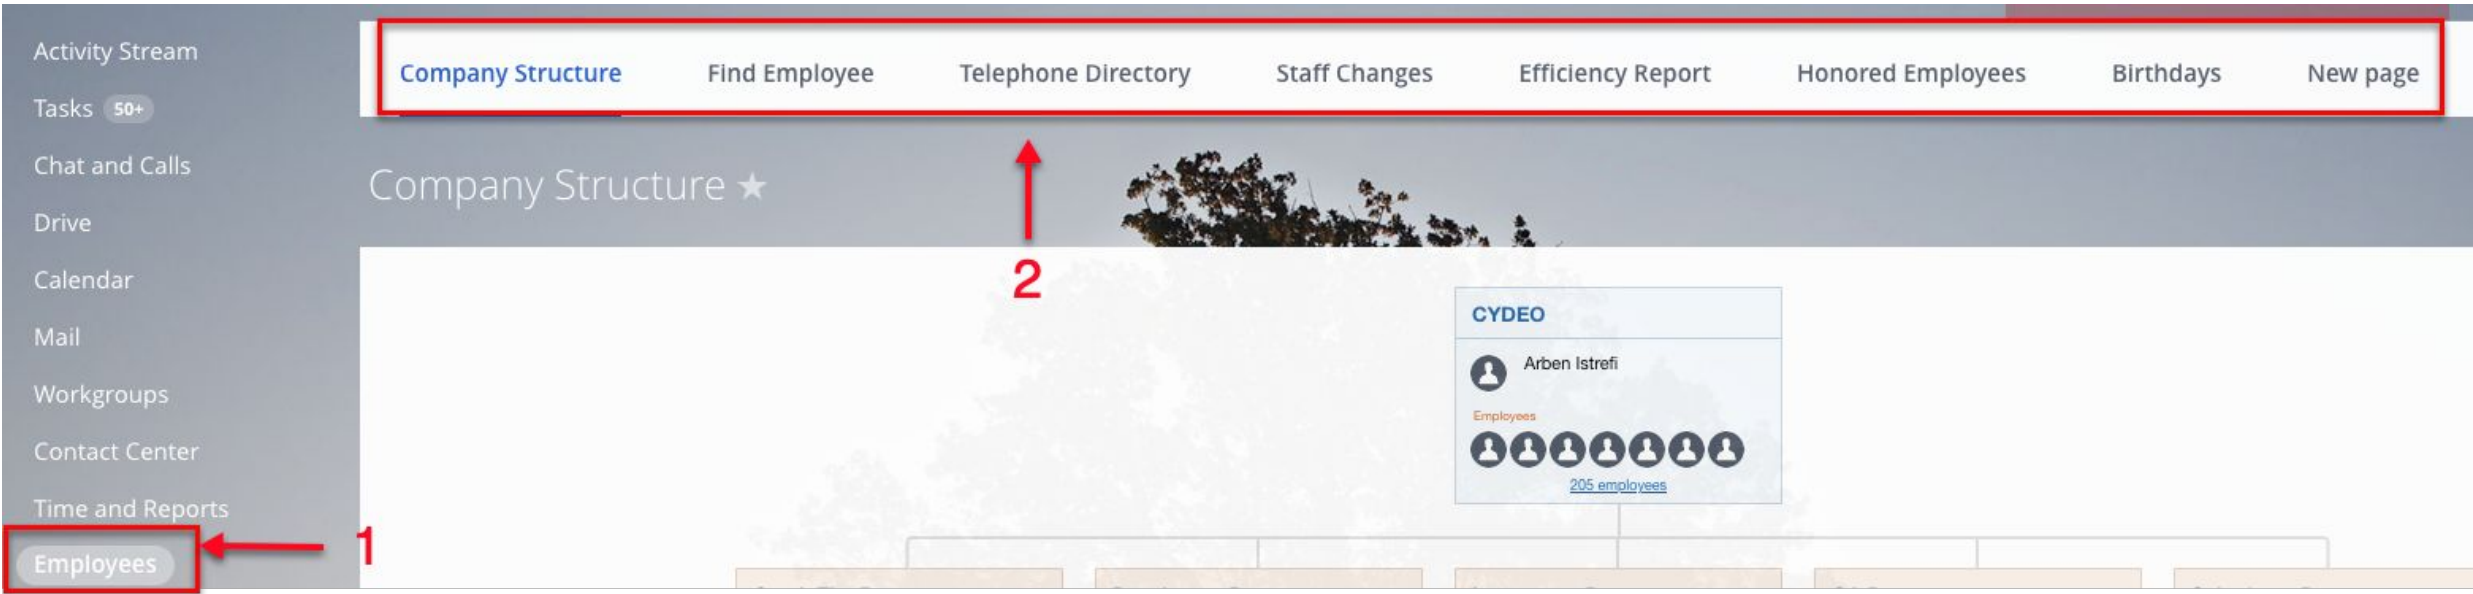 Activity Stream
Tasks 50+
Chat and Calls
Drive
Calendar
Mail
Workgroups
Contact Center
Time and Reports
Employees
1
Company Structure Find Employee Telephone Directory Staff Changes Efficiency Report Honored Employees Birthdays New page
Company Structure
2
CYDEO
Arben Istrefi
Employees
205 employees